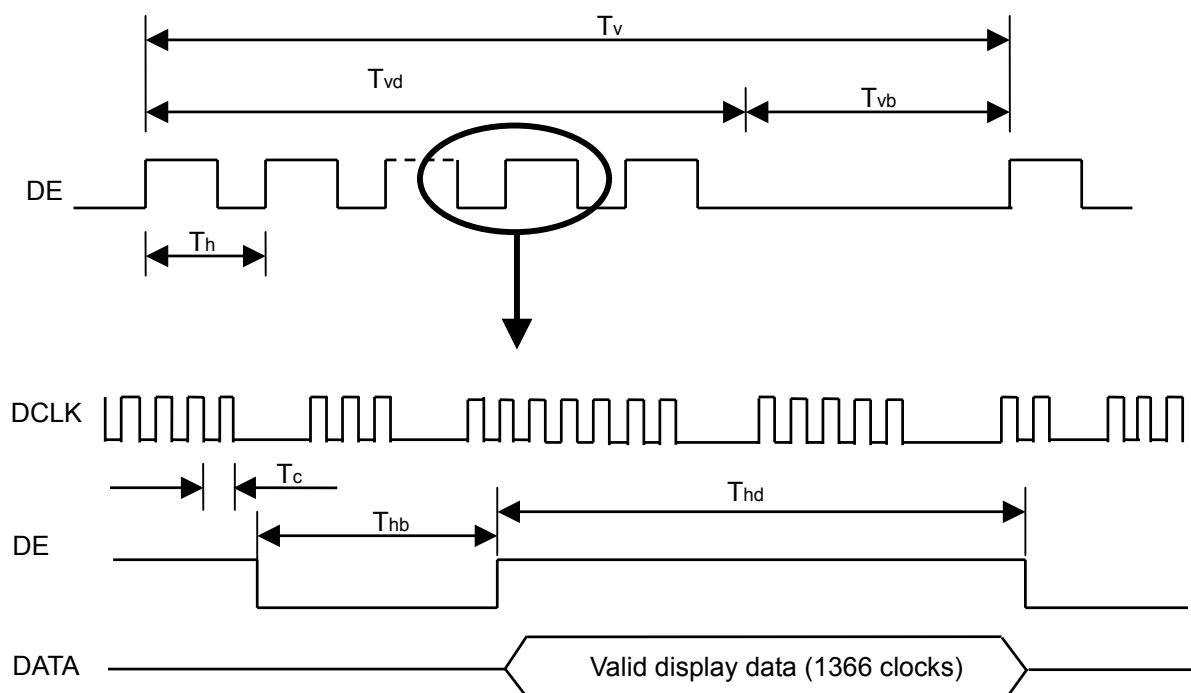 Tv
Tvd
Tvb
DE
Th
DCLK
Tc
Thd
Thb
DE
DATA
Valid display data (1366 clocks)